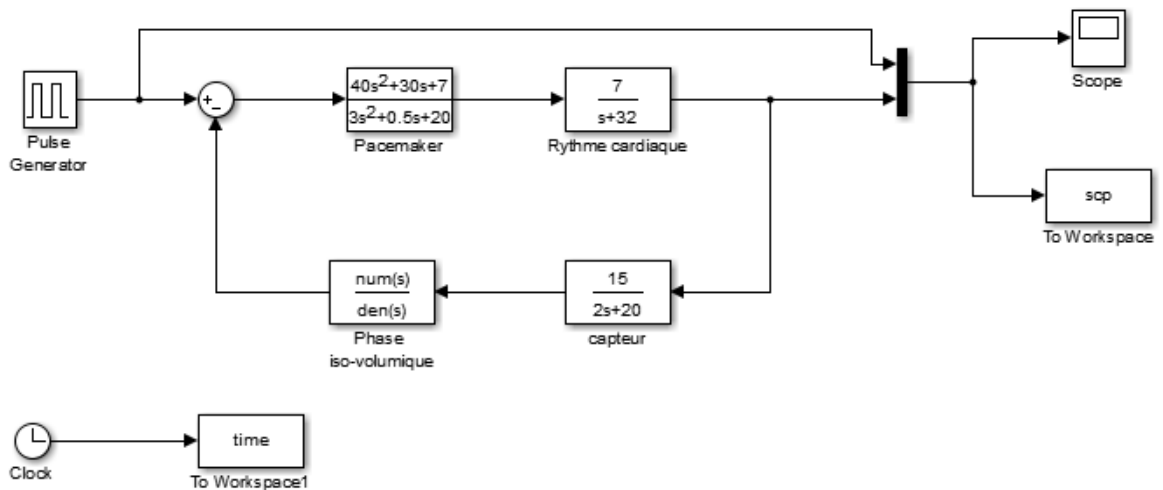 Scope
40s²+30s+7
3s²+0.5s+20
7
s+32
+
-
Pulse
Generator
Pacemaker
Rythme cardiaque
scp
To Workspace
num(s)
den(s)
15
2s+20
Phase
iso-volumique
capteur
time
Clock
To Workspace1